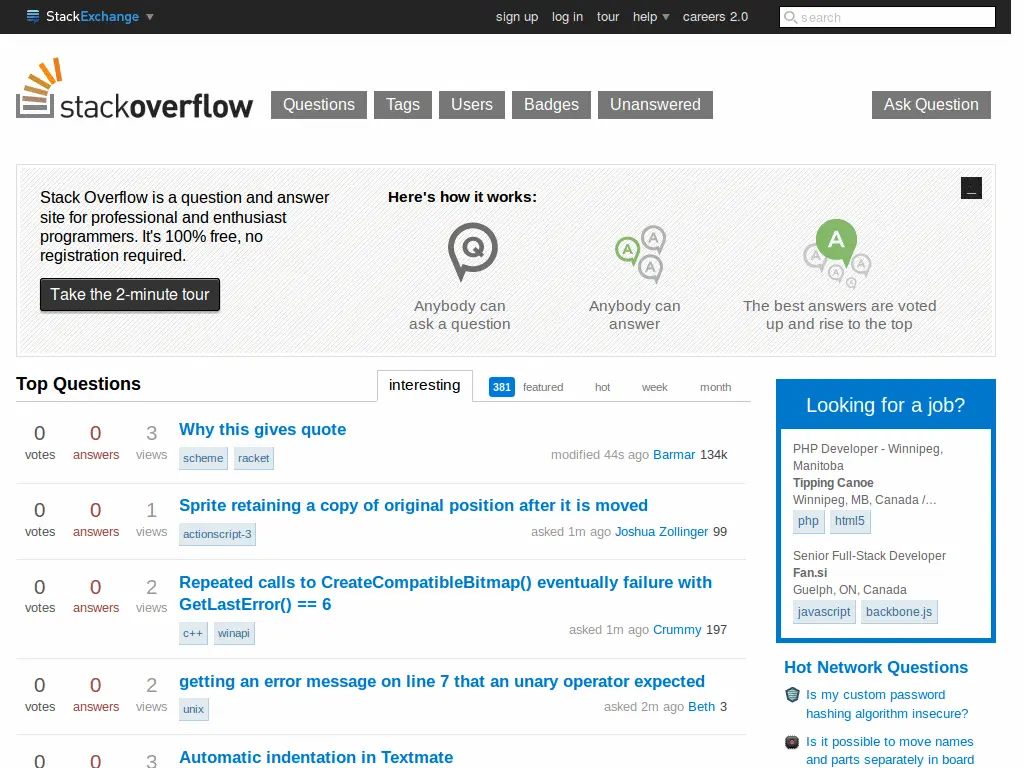 StackExchange ▼ sign up log in tour help ▼ careers 2.0 search
stackoverflow Questions Tags Users Badges Unanswered Ask Question
Stack Overflow is a question and answer
site for professional and enthusiast
programmers. It's 100% free, no
registration required.
Take the 2-minute tour
Here's how it works:
Q A A A A A A A A
Anybody can
ask a question
Anybody can
answer
The best answers are voted
up and rise to the top
_
Top Questions interesting 381 featured hot week month
0 votes 0 answers 3 views
Why this gives quote
scheme racket
modified 44s ago Barmar 134k
0 votes 0 answers 1 views
Sprite retaining a copy of original position after it is moved
actionscript-3
asked 1m ago Joshua Zollinger 99
0 votes 0 answers 2 views
Repeated calls to CreateCompatibleBitmap() eventually failure with
GetLastError() == 6
c++ winapi
asked 1m ago Crummy 197
0 votes 0 answers 2 views
getting an error message on line 7 that an unary operator expected
unix
asked 2m ago Beth 3
0 0 3
Automatic indentation in Textmate
Looking for a job?
PHP Developer - Winnipeg,
Manitoba
Tipping Canoe
Winnipeg, MB, Canada /…
php html5
Senior Full-Stack Developer
Fan.si
Guelph, ON, Canada
javascript backbone.js
Hot Network Questions
Is my custom password
hashing algorithm insecure?
Is it possible to move names
and parts separately in board